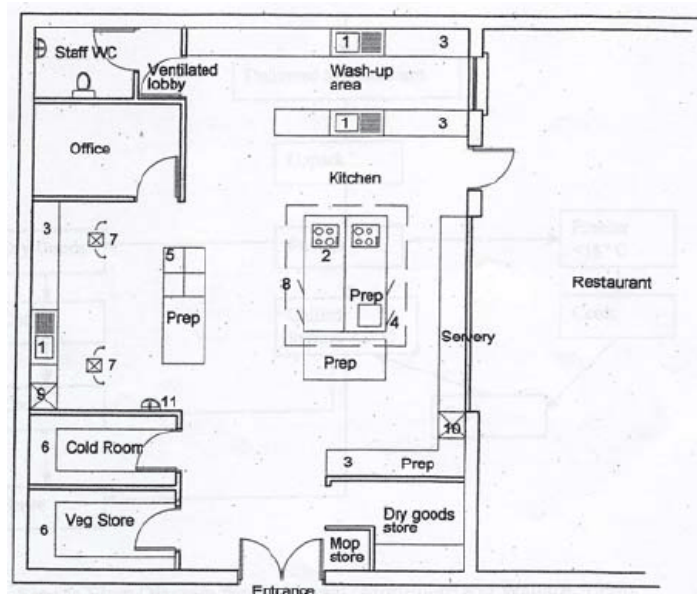 Staff WC
Ventilated
lobby
1
3
Wash-up
area
1
3
Office
Kitchen
3
7
5
2
8
Prep
4
Prep
Restaurant
Servery
7
1
Prep
9
11
10
6
Cold Room
3
Prep
6
Veg Store
Dry goods
store
Mop
store
Entrance